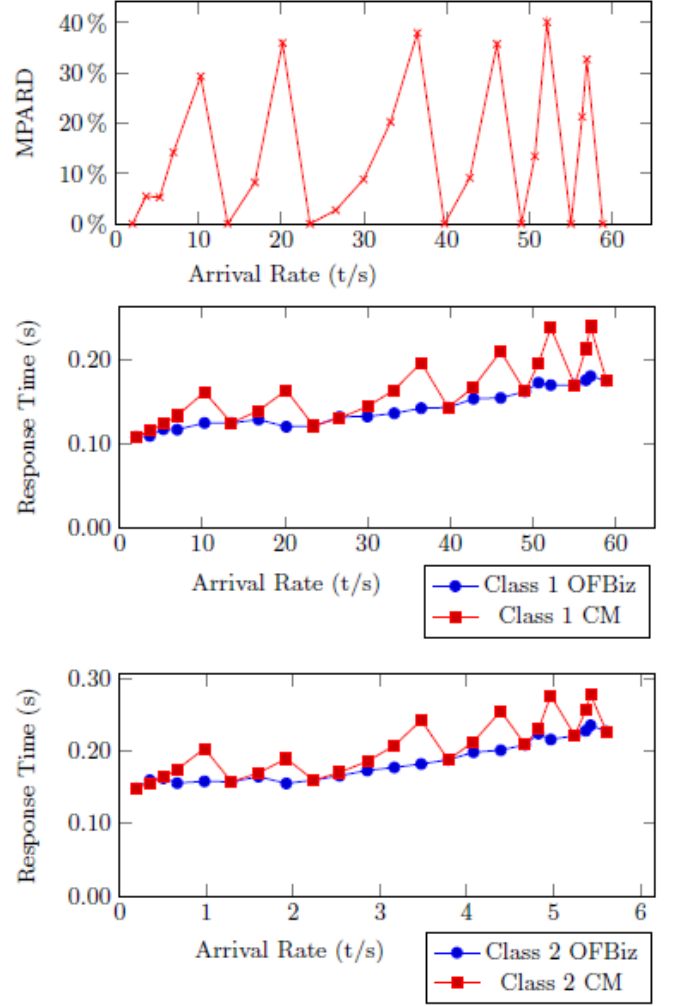 40 %
30 %
20 %
10 %
0 %
MPARD
0 10 20 30 40 50 60
Arrival Rate (t/s)
0.20
0.10
0.00
Response Time (s)
0 10 20 30 40 50 60
Arrival Rate (t/s)
Class 1 OFBiz
Class 1 CM
0.30
0.20
0.10
0.00
Response Time (s)
0 1 2 3 4 5 6
Arrival Rate (t/s)
Class 2 OFBiz
Class 2 CM